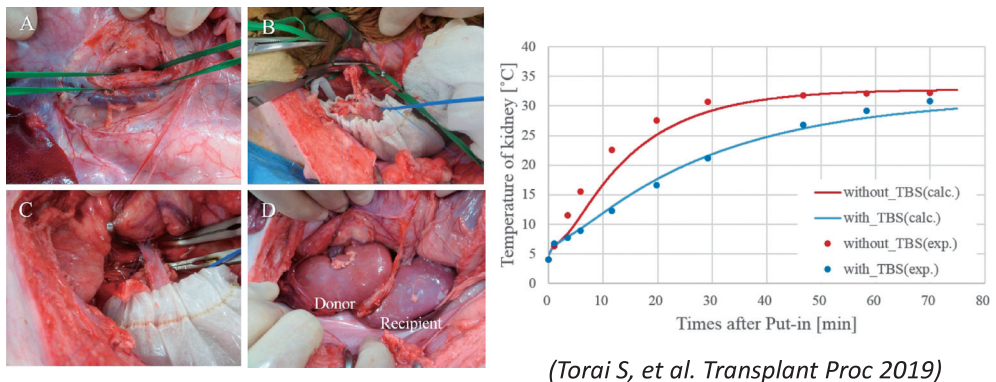 A
B
C
D
Donor
Recipient
Temperature of kidney [°C]
40
35
30
25
20
15
10
5
0
without_TBS(calc.)
with_TBS(calc.)
without_TBS(exp.)
with_TBS(exp.)
0 10 20 30 40 50 60 70 80
Times after Put-in [min]
(Torai S, et al. Transplant Proc 2019)